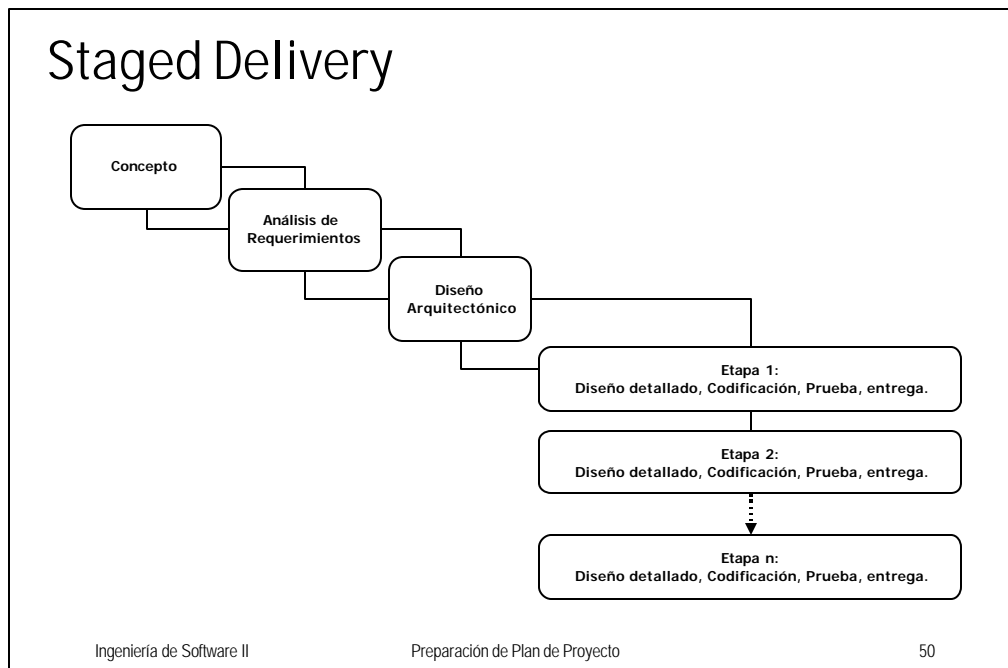 Staged Delivery
Concepto
Análisis de
Requerimientos
Diseño
Arquitectónico
Etapa 1:
Diseño detallado, Codificación, Prueba, entrega.
Etapa 2:
Diseño detallado, Codificación, Prueba, entrega.
Etapa n:
Diseño detallado, Codificación, Prueba, entrega.
Ingeniería de Software II Preparación de Plan de Proyecto 50